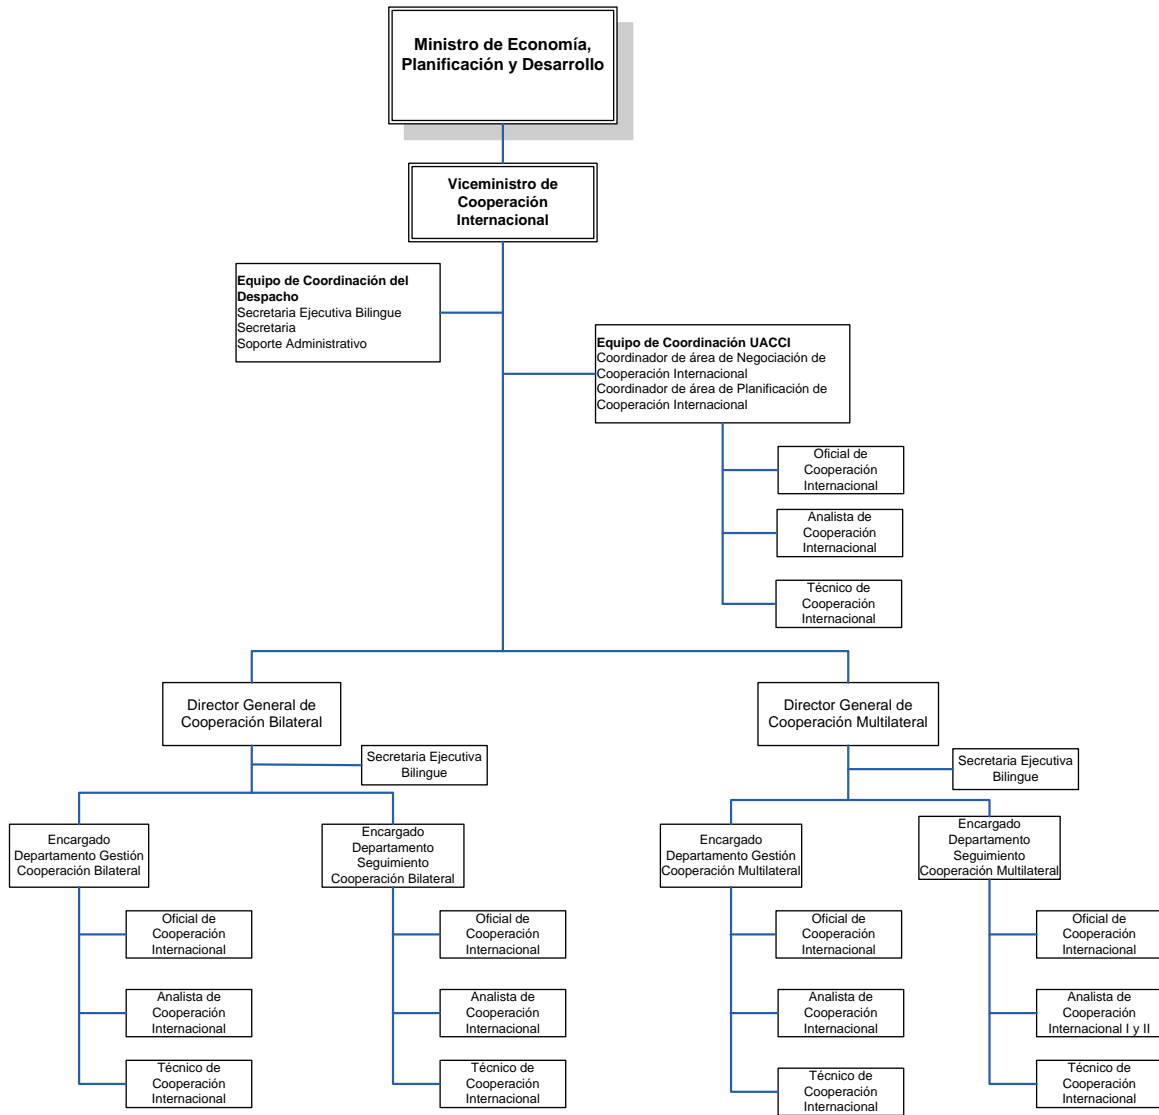 Ministro de Economía,
Planificación y Desarrollo
Viceministro de
Cooperación
Internacional
Equipo de Coordinación del
Despacho
Secretaria Ejecutiva Bilingue
Secretaria
Soporte Administrativo
Equipo de Coordinación UACCI
Coordinador de área de Negociación de
Cooperación Internacional
Coordinador de área de Planificación de
Cooperación Internacional
Oficial de
Cooperación
Internacional
Analista de
Cooperación
Internacional
Técnico de
Cooperación
Internacional
Director General de
Cooperación Bilateral
Director General de
Cooperación Multilateral
Secretaria Ejecutiva
Bilingue
Secretaria Ejecutiva
Bilingue
Encargado
Departamento Gestión
Cooperación Bilateral
Encargado
Departamento
Seguimiento
Cooperación Bilateral
Encargado
Departamento Gestión
Cooperación Multilateral
Encargado
Departamento
Seguimiento
Cooperación Multilateral
Oficial de
Cooperación
Internacional
Oficial de
Cooperación
Internacional
Oficial de
Cooperación
Internacional
Oficial de
Cooperación
Internacional
Analista de
Cooperación
Internacional
Analista de
Cooperación
Internacional
Analista de
Cooperación
Internacional
Analista de
Cooperación
Internacional I y II
Técnico de
Cooperación
Internacional
Técnico de
Cooperación
Internacional
Técnico de
Cooperación
Internacional
Técnico de
Cooperación
Internacional